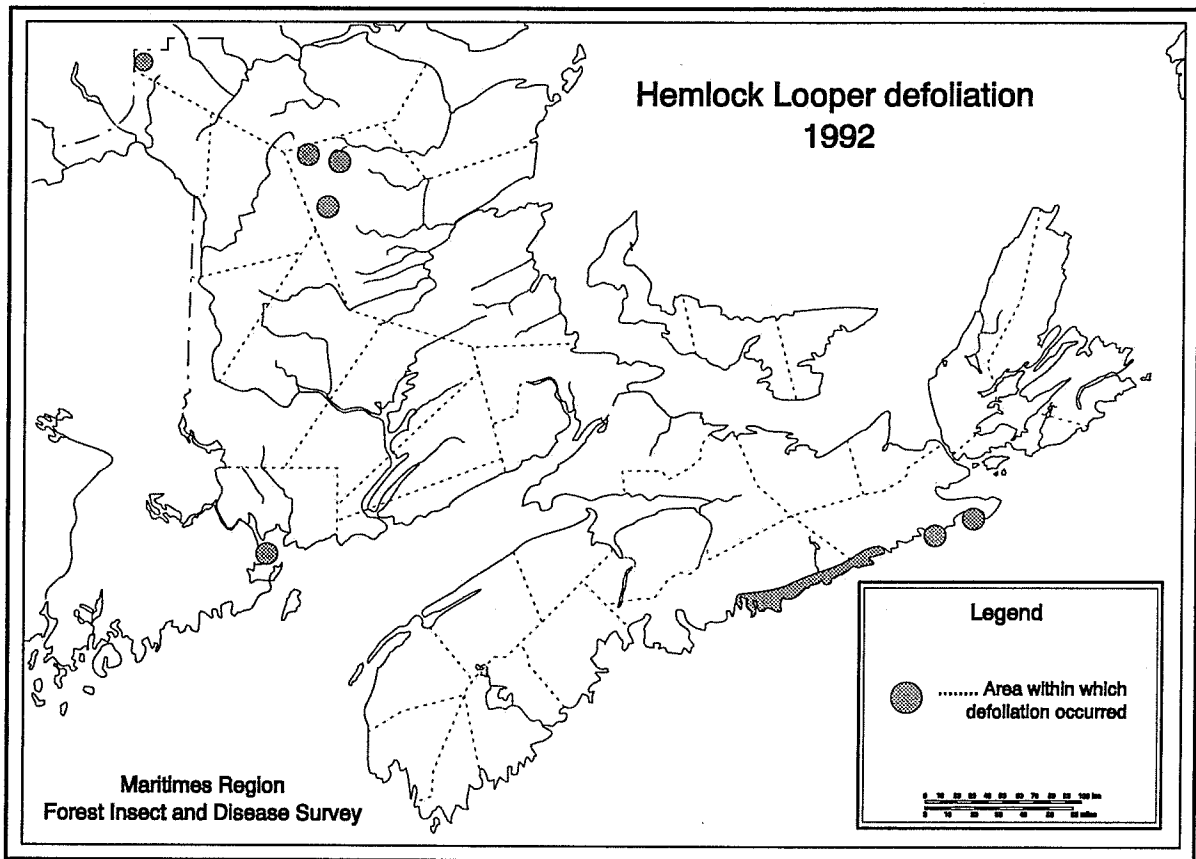 Hemlock Looper defoliation
1992
Legend
........ Area within which
defoliation occurred
Maritimes Region
Forest Insect and Disease Survey